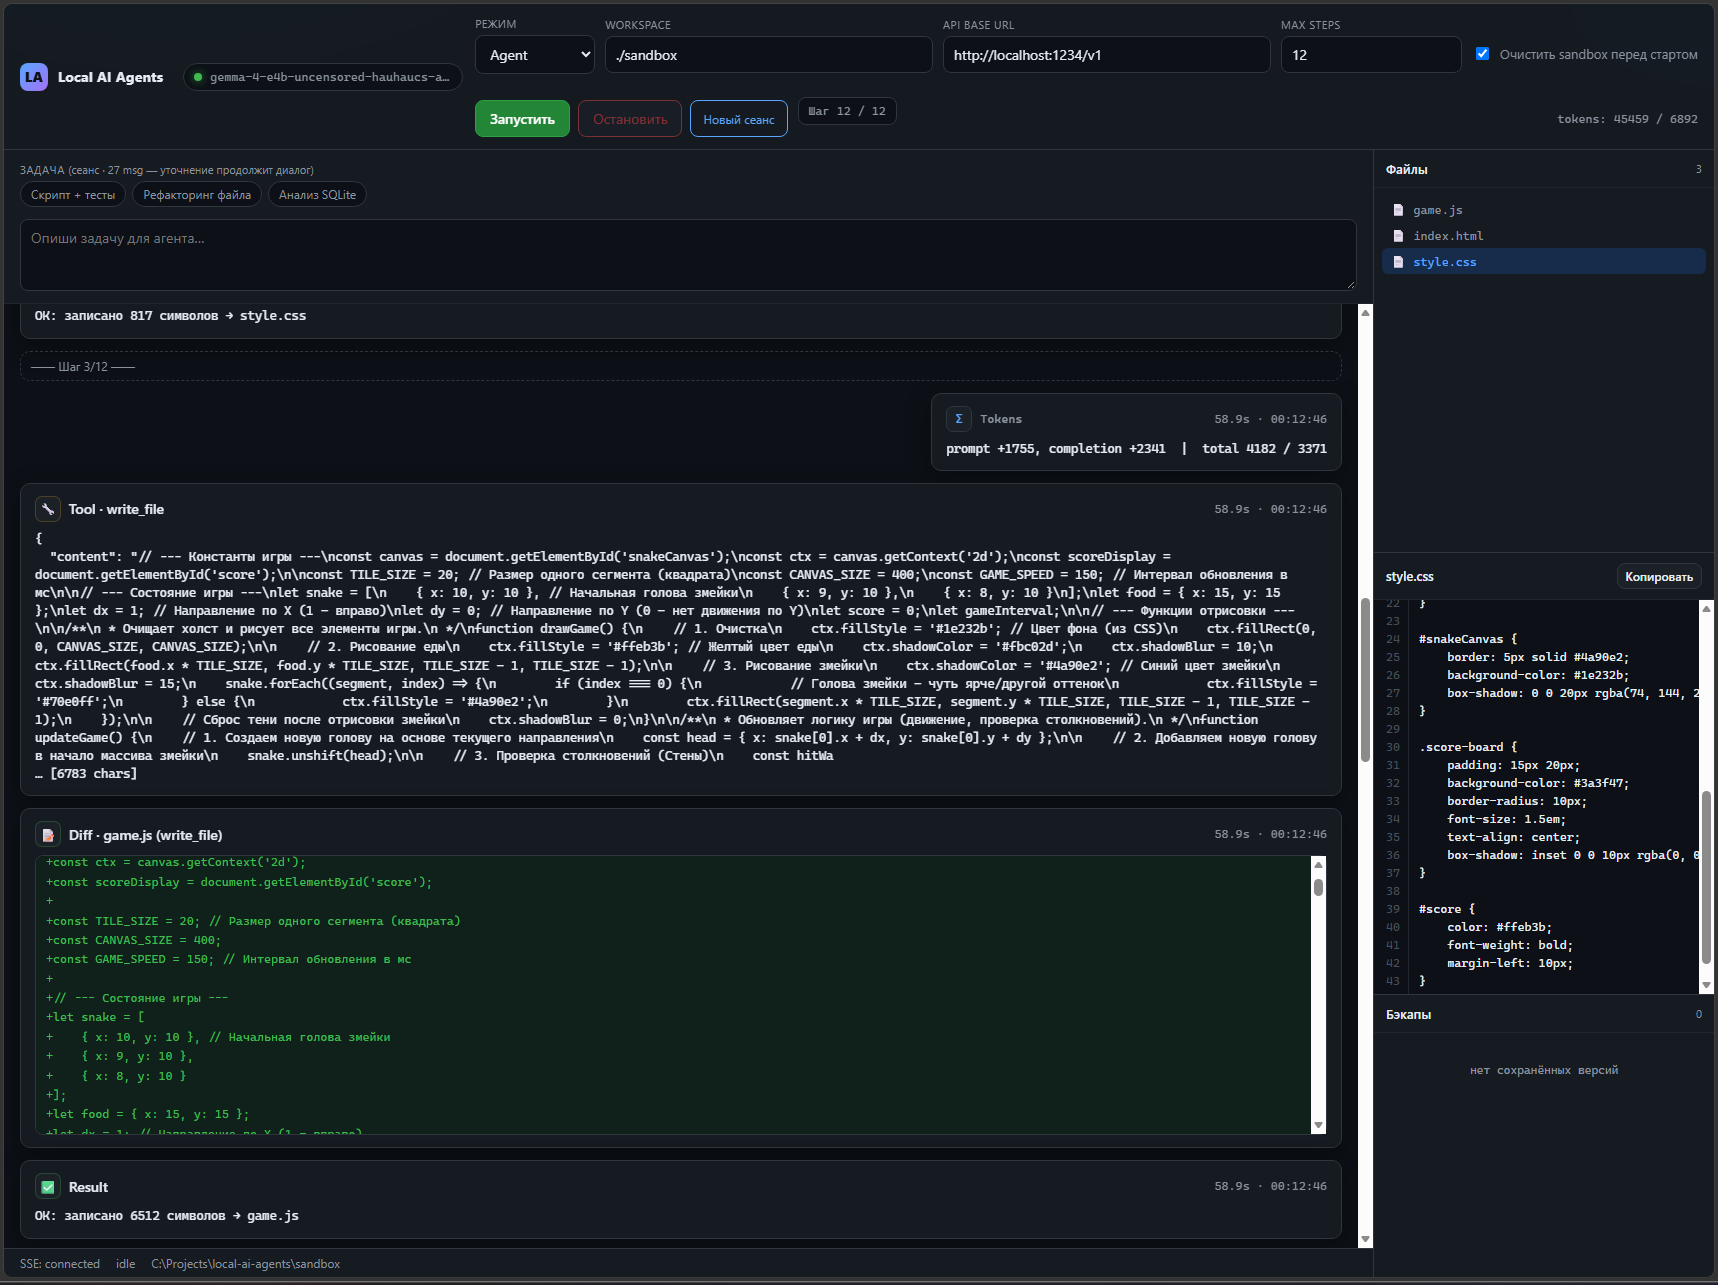 LA
Local AI Agents
gemma-4-e4b-uncensored-hauhaucs-a…
РЕЖИМ
Agent
WORKSPACE
./sandbox
API BASE URL
http://localhost:1234/v1
MAX STEPS
12
Очистить sandbox перед стартом
Запустить
Остановить
Новый сеанс
Шаг 12 / 12
tokens: 45459 / 6892
ЗАДАЧА (сеанс · 27 msg — уточнение продолжит диалог)
Скрипт + тесты
Рефакторинг файла
Анализ SQLite
Опиши задачу для агента…
OK: записано 817 символов → style.css
—— Шаг 3/12 ——
Σ Tokens 58.9s · 00:12:46
prompt +1755, completion +2341 | total 4182 / 3371
Tool · write_file 58.9s · 00:12:46
{
"content": "// --- Константы игры ---\nconst canvas = document.getElementById('snakeCanvas');\nconst ctx = canvas.getContext('2d');\nconst scoreDisplay =
document.getElementById('score');\n\nconst TILE_SIZE = 20; // Размер одного сегмента (квадрата)\nconst CANVAS_SIZE = 400;\nconst GAME_SPEED = 150; // Интервал обновления в
мс\n\n// --- Состояние игры ---\nlet snake = [\n    { x: 10, y: 10 }, // Начальная голова змейки\n    { x: 9, y: 10 },\n    { x: 8, y: 10 }\n];\nlet food = { x: 15, y: 15
};\nlet dx = 1; // Направление по X (1 - вправо)\nlet dy = 0; // Направление по Y (0 - нет движения по Y)\nlet score = 0;\nlet gameInterval;\n\n// --- Функции отрисовки ---
\n\n/**\n * Очищает холст и рисует все элементы игры.\n */\nfunction drawGame() {\n    // 1. Очистка\n    ctx.fillStyle = '#1e232b'; // Цвет фона (из CSS)\n    ctx.fillRect(0,
0, CANVAS_SIZE, CANVAS_SIZE);\n\n    // 2. Рисование еды\n    ctx.fillStyle = '#ffeb3b'; // Желтый цвет еды\n    ctx.shadowColor = '#fbc02d';\n    ctx.shadowBlur = 10;\n
ctx.fillRect(food.x * TILE_SIZE, food.y * TILE_SIZE, TILE_SIZE - 1, TILE_SIZE - 1);\n\n    // 3. Рисование змейки\n    ctx.shadowColor = '#4a90e2'; // Синий цвет змейки\n
ctx.shadowBlur = 15;\n    snake.forEach((segment, index) => {\n        if (index === 0) {\n            // Голова змейки - чуть ярче/другой оттенок\n            ctx.fillStyle =
'#70e0ff';\n        } else {\n            ctx.fillStyle = '#4a90e2';\n        }\n        ctx.fillRect(segment.x * TILE_SIZE, segment.y * TILE_SIZE, TILE_SIZE - 1, TILE_SIZE -
1);\n    });\n\n    // Сброс тени после отрисовки змейки\n    ctx.shadowBlur = 0;\n}\n\n/**\n * Обновляет логику игры (движение, проверка столкновений).\n */\nfunction
updateGame() {\n    // 1. Создаем новую голову на основе текущего направления\n    const head = { x: snake[0].x + dx, y: snake[0].y + dy };\n\n    // 2. Добавляем новую голову
в начало массива змейки\n    snake.unshift(head);\n\n    // 3. Проверка столкновений (Стены)\n    const hitWa
… [6783 chars]
Diff · game.js (write_file) 58.9s · 00:12:46
+const ctx = canvas.getContext('2d');
+const scoreDisplay = document.getElementById('score');
+
+const TILE_SIZE = 20; // Размер одного сегмента (квадрата)
+const CANVAS_SIZE = 400;
+const GAME_SPEED = 150; // Интервал обновления в мс
+
+// --- Состояние игры ---
+let snake = [
+    { x: 10, y: 10 }, // Начальная голова змейки
+    { x: 9, y: 10 },
+    { x: 8, y: 10 }
+];
+let food = { x: 15, y: 15 };
+let dx = 1; // Направление по X (1 - вправо)
Result 58.9s · 00:12:46
OK: записано 6512 символов → game.js
SSE: connected idle C:\Projects\local-ai-agents\sandbox
Файлы 3
game.js
index.html
style.css
style.css
Копировать
22 }
23
24 #snakeCanvas {
25     border: 5px solid #4a90e2;
26     background-color: #1e232b;
27     box-shadow: 0 0 20px rgba(74, 144, 2
28 }
29
30 .score-board {
31     padding: 15px 20px;
32     background-color: #3a3f47;
33     border-radius: 10px;
34     font-size: 1.5em;
35     text-align: center;
36     box-shadow: inset 0 0 10px rgba(0, 0
37 }
38
39 #score {
40     color: #ffeb3b;
41     font-weight: bold;
42     margin-left: 10px;
43 }
Бэкапы 0
нет сохранённых версий